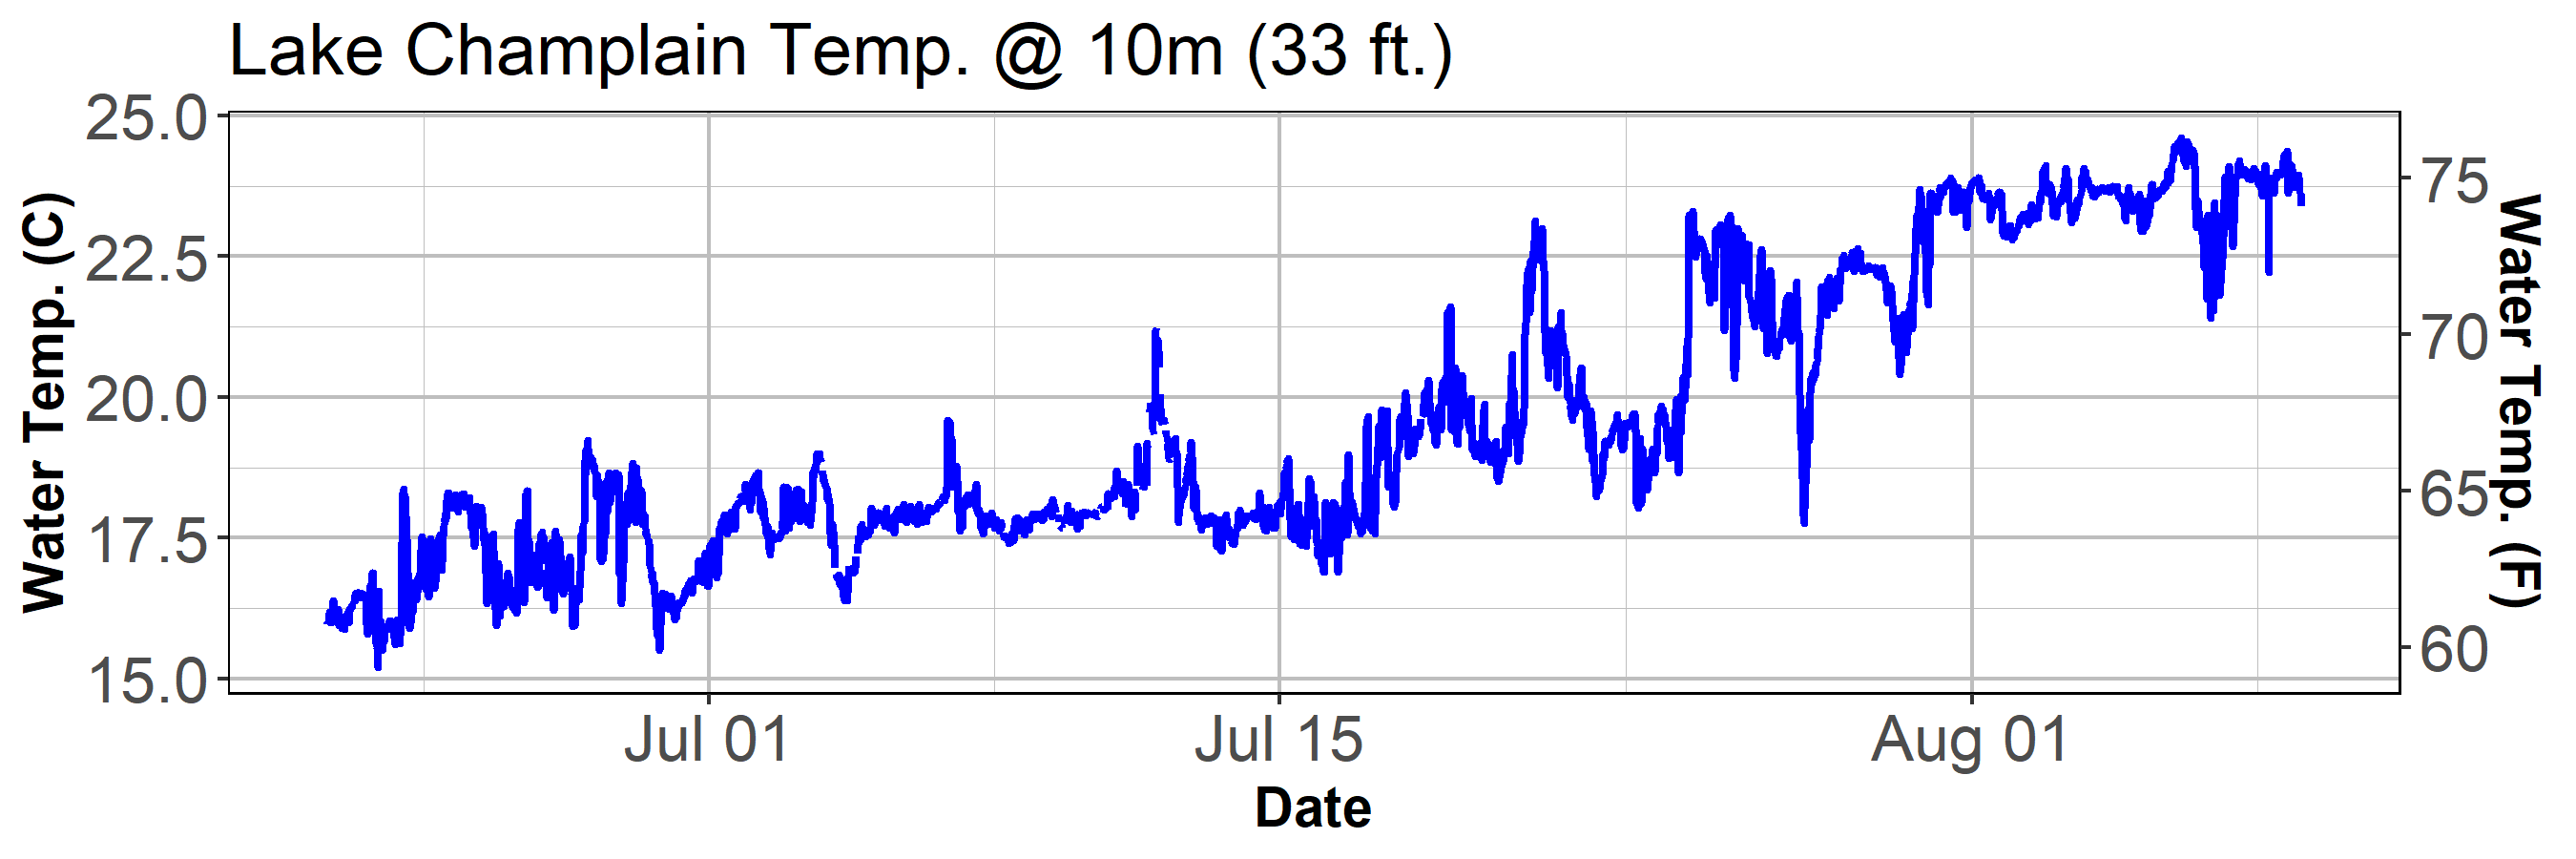 Lake Champlain Temp. @ 10m (33 ft.)
Water Temp. (C)
25.0
22.5
20.0
17.5
15.0
75
70
65
60
Water Temp. (F)
Jul 01
Jul 15
Aug 01
Date